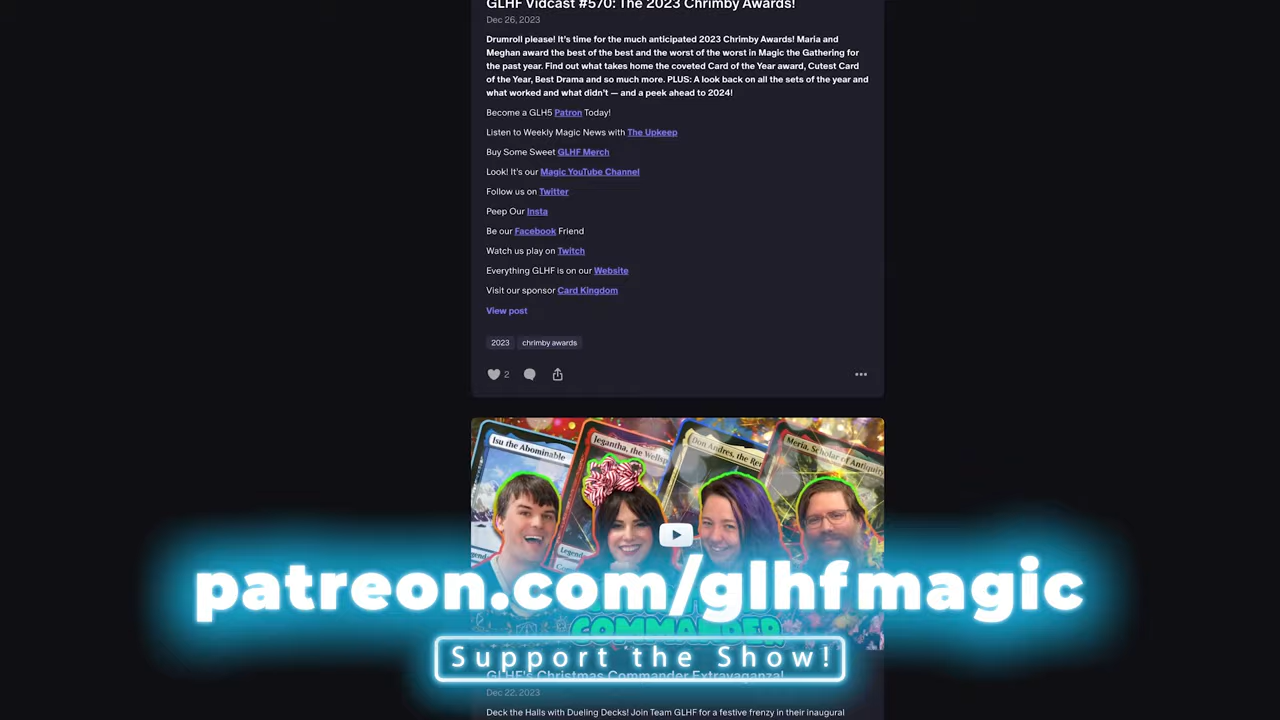 GLHF Vidcast #570: The 2023 Chrimby Awards!
Dec 26, 2023
Drumroll please! It's time for the much anticipated 2023 Chrimby Awards! Maria and
Meghan award the best of the best and the worst of the worst in Magic the Gathering for
the past year. Find out what takes home the coveted Card of the Year award, Cutest Card
of the Year, Best Drama and so much more. PLUS: A look back on all the sets of the year and
what worked and what didn't — and a peek ahead to 2024!
Become a GLH5 Patron Today!
Listen to Weekly Magic News with The Upkeep
Buy Some Sweet GLHF Merch
Look! It's our Magic YouTube Channel
Follow us on Twitter
Peep Our Insta
Be our Facebook Friend
Watch us play on Twitch
Everything GLHF is on our Website
Visit our sponsor Card Kingdom
View post
2023 chrimby awards
2
Isu the Abominable
Jegantha, the Wellsp
Don Andres, the Re
Meria, Scholar of Antiquity
Legend
patreon.com/glhfmagic
COMMANDER
Support the Show!
GLHF's Christmas Commander Extravaganza!
Dec 22, 2023
Deck the Halls with Dueling Decks! Join Team GLHF for a festive frenzy in their inaugural